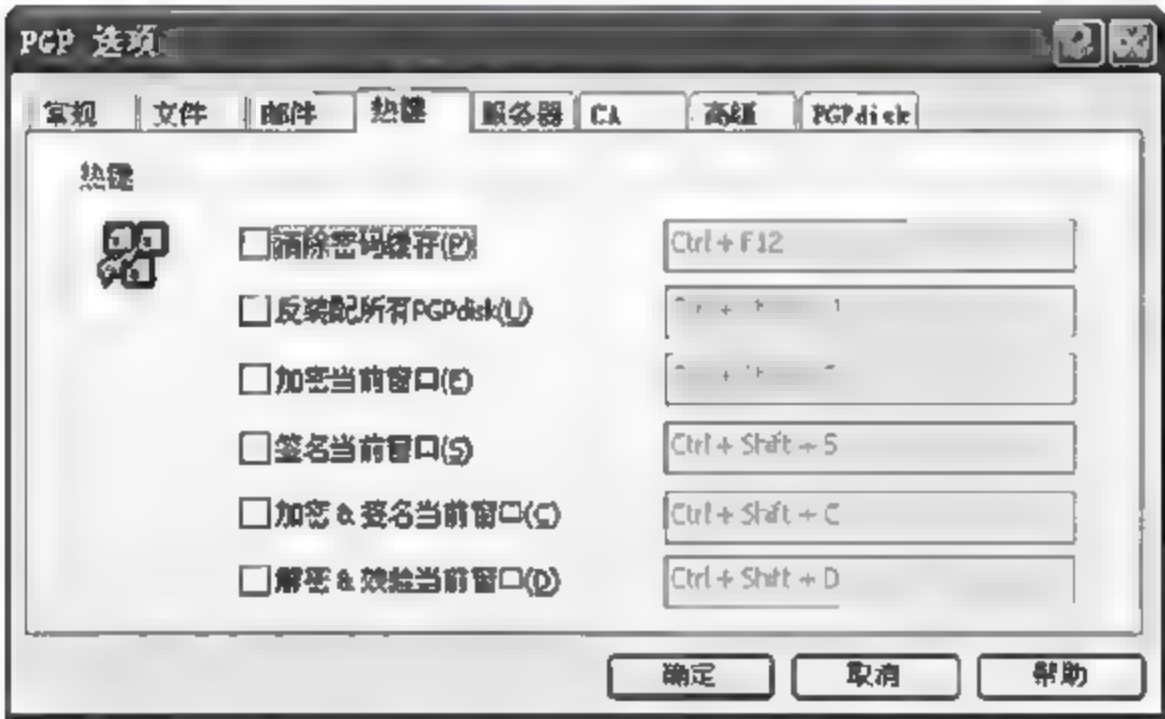 PGP 选项
常规 文件 邮件 热键 服务器 CA 高级 PGPdisk
热键
清除密码缓存(P) Ctrl + F12
反装配所有PGPdisk(U)
加密当前窗口(E)
签名当前窗口(S) Ctrl + Shift + S
加密 & 签名当前窗口(C) Ctrl + Shift + C
解密 & 效验当前窗口(D) Ctrl + Shift + D
确定 取消 帮助